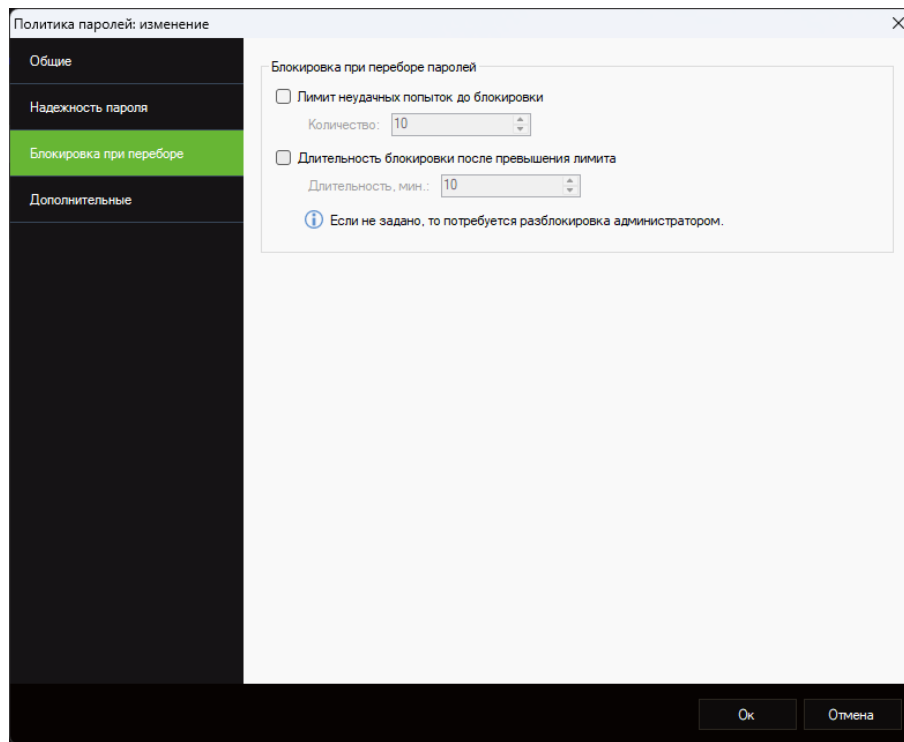 Политика паролей: изменение
Общие
Надежность пароля
Блокировка при переборе
Дополнительные
Блокировка при переборе паролей
Лимит неудачных попыток до блокировки
Количество: 10
Длительность блокировки после превышения лимита
Длительность, мин.: 10
Если не задано, то потребуется разблокировка администратором.
Ок Отмена